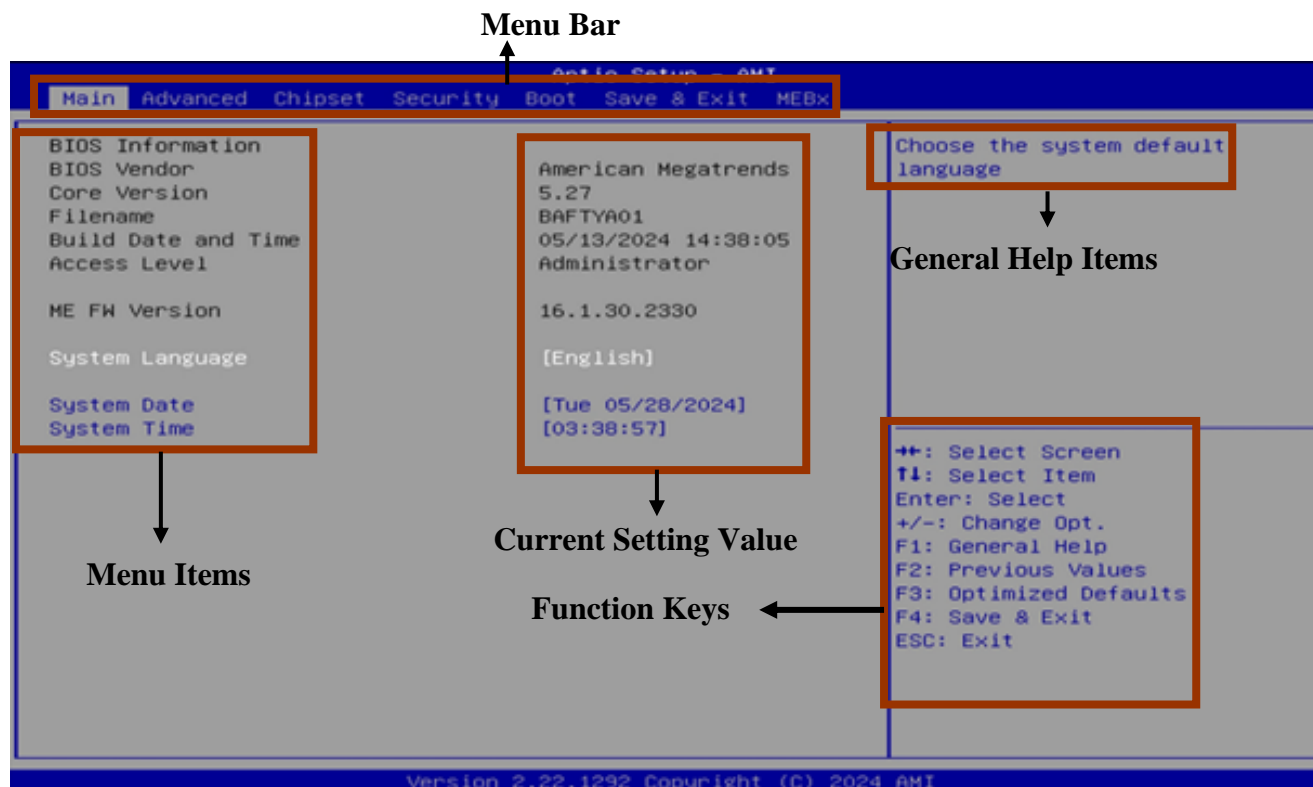 Menu Bar
Aptio Setup - AMI
Main Advanced Chipset Security Boot Save & Exit MEBx
BIOS Information
BIOS Vendor American Megatrends
Core Version 5.27
Filename BAFTYA01
Build Date and Time 05/13/2024 14:38:05
Access Level Administrator
ME FW Version 16.1.30.2330
System Language [English]
System Date [Tue 05/28/2024]
System Time [03:38:57]
Choose the system default
language
General Help Items
→←: Select Screen
↑↓: Select Item
Enter: Select
+/-: Change Opt.
F1: General Help
F2: Previous Values
F3: Optimized Defaults
F4: Save & Exit
ESC: Exit
Menu Items
Current Setting Value
Function Keys
Version 2.22.1292 Copyright (C) 2024 AMI